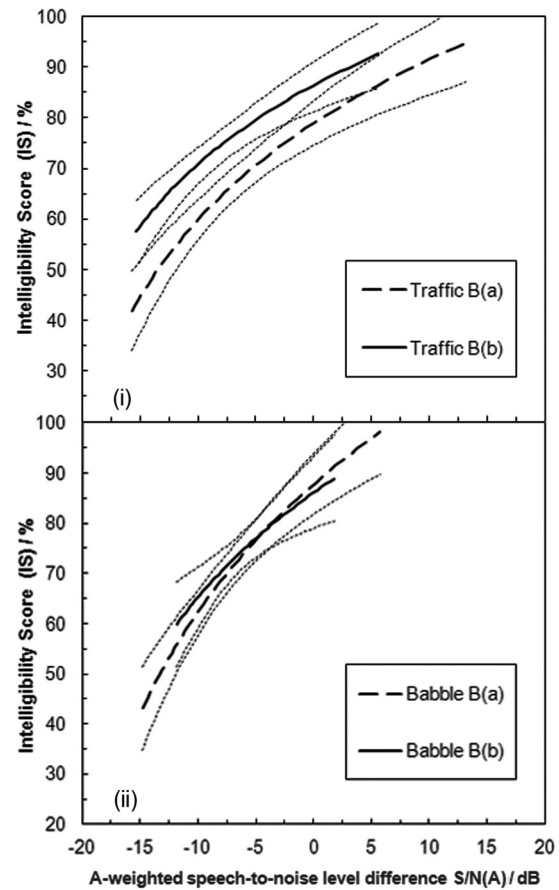 100
90
80
70
60
50
40
30
Intelligibility Score (IS) / %
Traffic B(a)
Traffic B(b)
(i)
100
90
80
70
60
50
40
30
20
Intelligibility Score (IS) / %
Babble B(a)
Babble B(b)
(ii)
-20 -15 -10 -5 0 5 10 15 20
A-weighted speech-to-noise level difference S/N(A) / dB